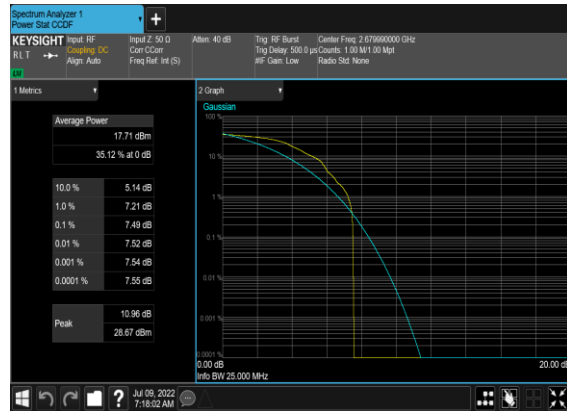 Spectrum Analyzer 1
Power Stat CCDF
KEYSIGHT
RLT
Input: RF
Coupling: DC
Align: Auto
Input Z: 50 Ω
Corr CCorr
Freq Ref: Int (S)
Atten: 40 dB
Trig: RF Burst
Trig Delay: 500.0 µs
#IF Gain: Low
Center Freq: 2.679990000 GHz
Counts: 1.00 M/1.00 Mpt
Radio Std: None
1 Metrics
Average Power
17.71 dBm
35.12 % at 0 dB
10.0 % 5.14 dB
1.0 % 7.21 dB
0.1 % 7.49 dB
0.01 % 7.52 dB
0.001 % 7.54 dB
0.0001 % 7.55 dB
Peak
10.96 dB
28.67 dBm
2 Graph
Gaussian
100 %
10 %
1 %
0.1 %
0.01 %
0.001 %
0.0001 %
0.00 dB
20.00 dB
Info BW 25.000 MHz
?
Jul 09, 2022
7:18:02 AM